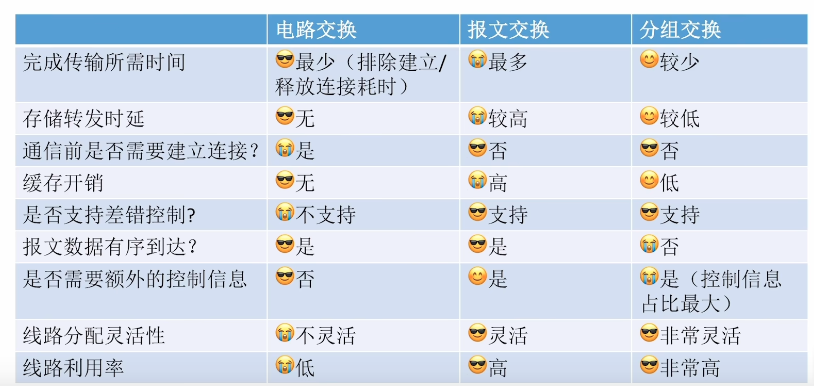 电路交换 报文交换 分组交换
完成传输所需时间 😎最少（排除建立/ 😭最多 😊较少
释放连接耗时）
存储转发时延 😎无 😭较高 😊较低
通信前是否需要建立连接？ 😭是 😎否 😎否
缓存开销 😎无 😭高 😊低
是否支持差错控制? 😭不支持 😎支持 😎支持
报文数据有序到达？ 😎是 😎是 😭否
是否需要额外的控制信息 😎否 😊是 😭是（控制信息
占比最大）
线路分配灵活性 😭不灵活 😎灵活 😎非常灵活
线路利用率 😭低 😎高 😎非常高